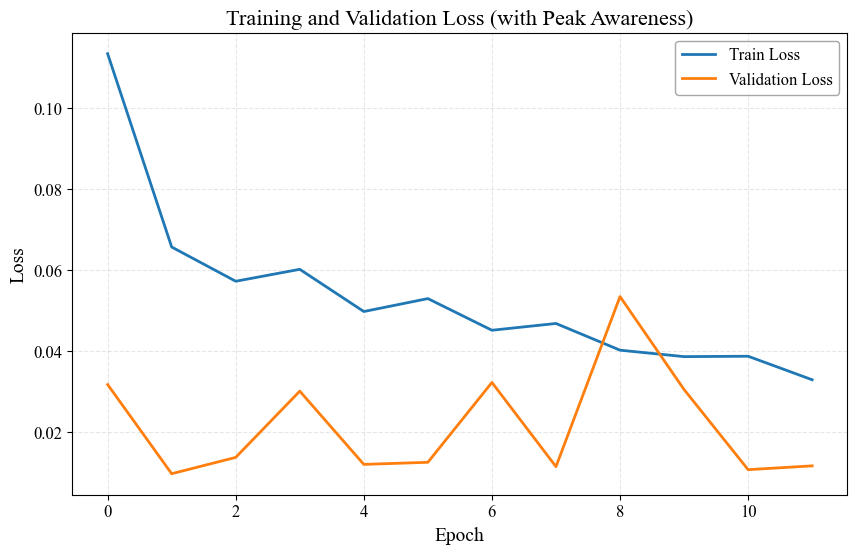 Training and Validation Loss (with Peak Awareness)
Train Loss
Validation Loss
Loss
0.10
0.08
0.06
0.04
0.02
0 2 4 6 8 10
Epoch